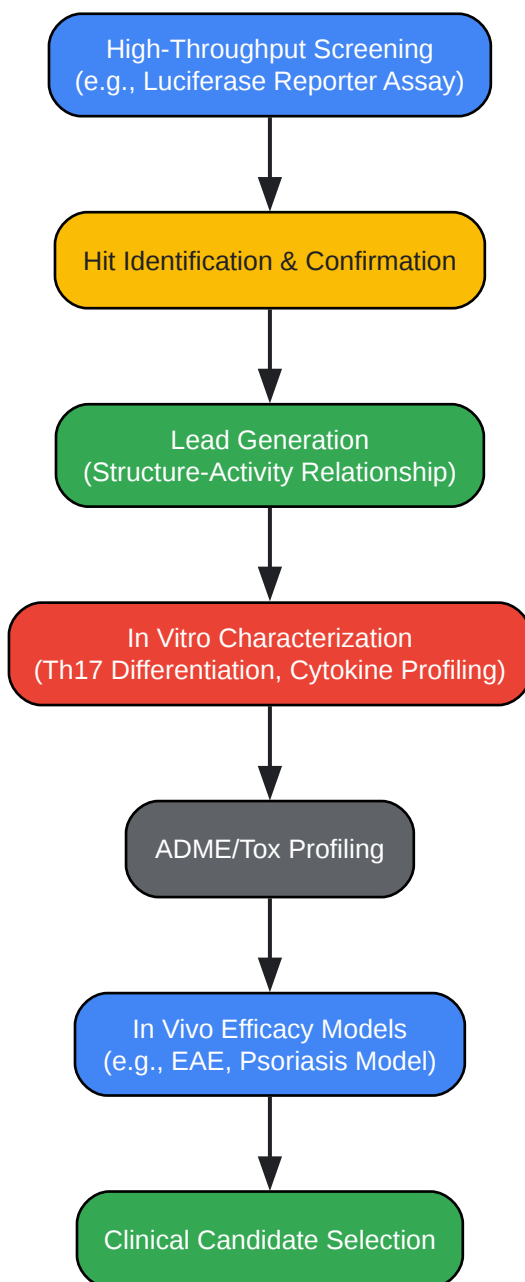 High-Throughput Screening
(e.g., Luciferase Reporter Assay)
Hit Identification & Confirmation
Lead Generation
(Structure-Activity Relationship)
In Vitro Characterization
(Th17 Differentiation, Cytokine Profiling)
ADME/Tox Profiling
In Vivo Efficacy Models
(e.g., EAE, Psoriasis Model)
Clinical Candidate Selection